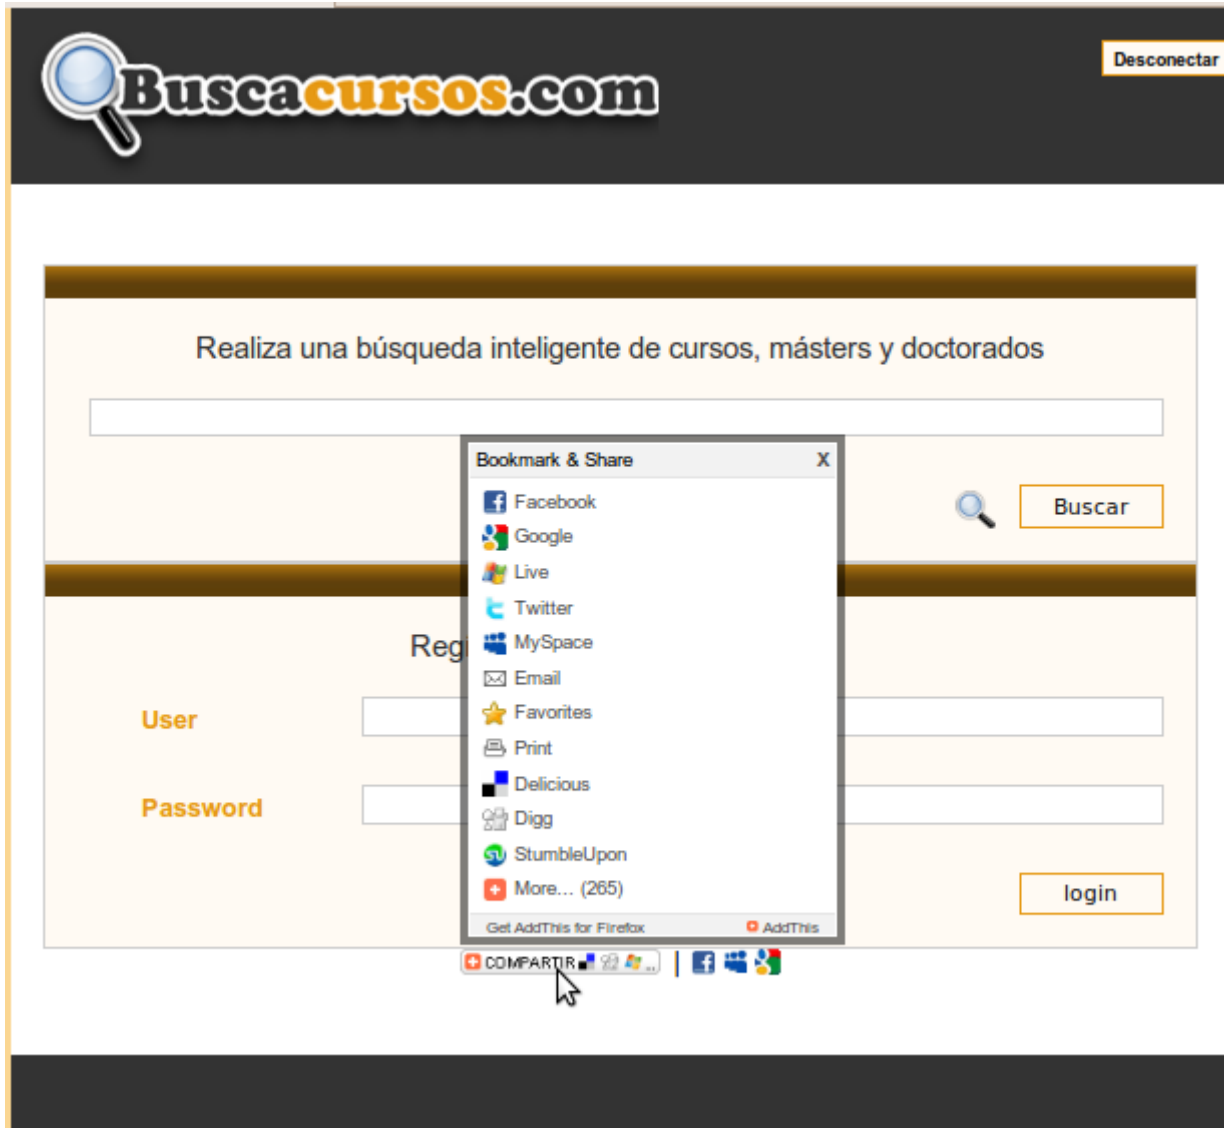 Buscacursos.com
Desconectar
Realiza una búsqueda inteligente de cursos, másters y doctorados
Bookmark & Share X
Facebook
Buscar
Google
Live
Twitter
Regi
MySpace
Email
User
Favorites
Print
Delicious
Password
Digg
StumbleUpon
More... (265)
login
Get AddThis for Firefox AddThis
COMPARTIR ...